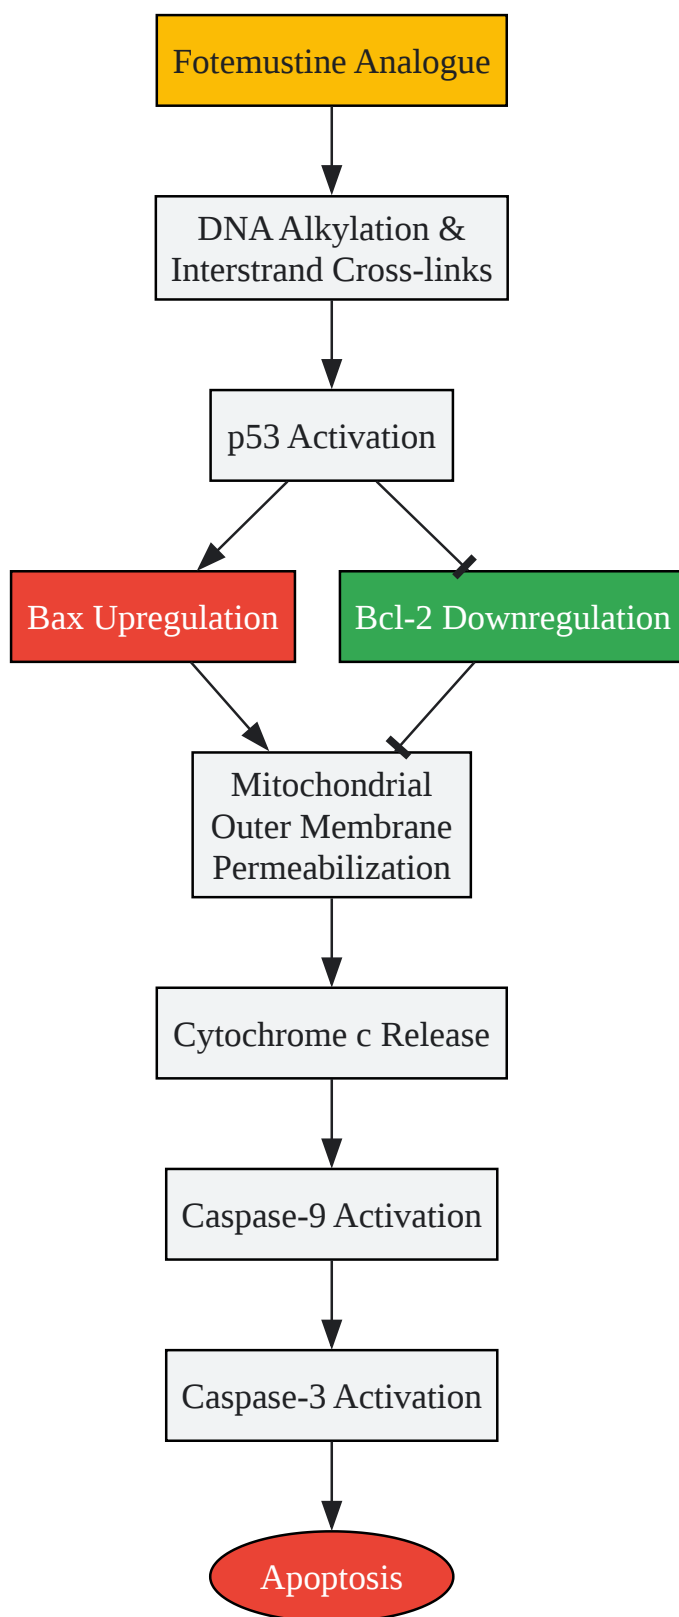 Fotemustine Analogue
DNA Alkylation &
Interstrand Cross-links
p53 Activation
Bax Upregulation
Bcl-2 Downregulation
Mitochondrial
Outer Membrane
Permeabilization
Cytochrome c Release
Caspase-9 Activation
Caspase-3 Activation
Apoptosis